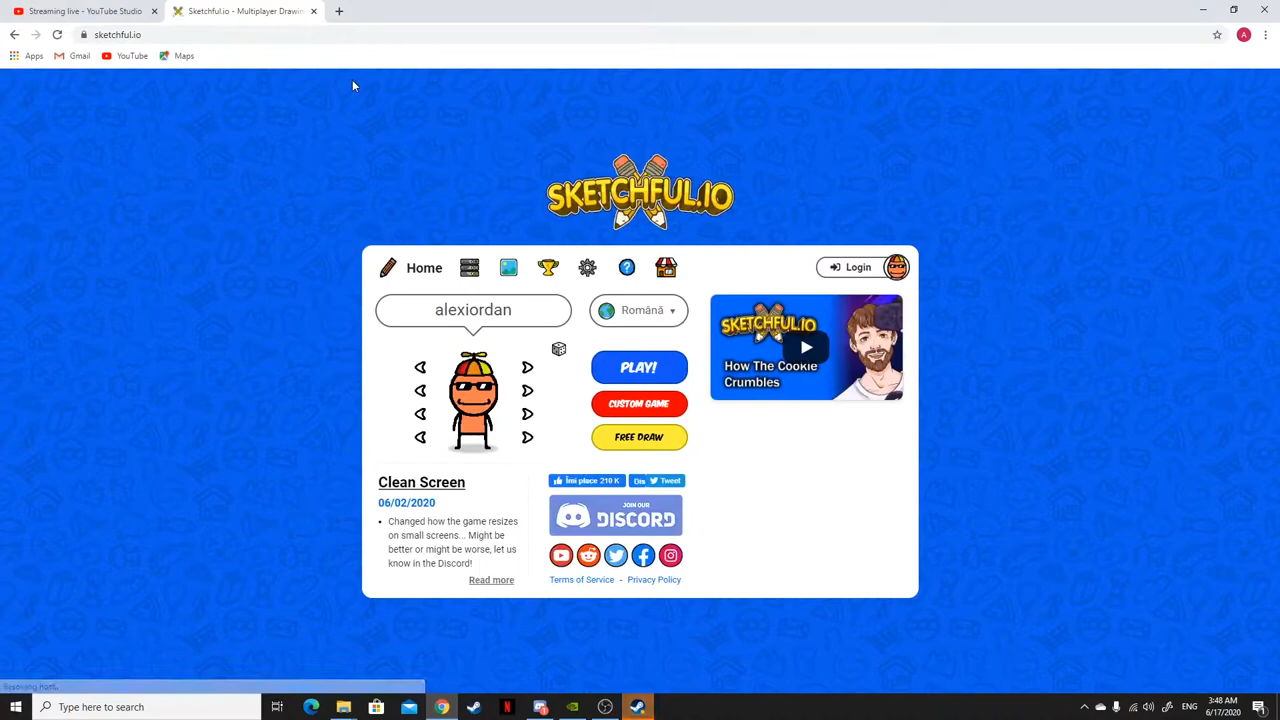 Streaming live - YouTube Studio
Sketchful.io - Multiplayer Drawin
sketchful.io
Apps Gmail YouTube Maps
SKETCHFUL.IO
Home
Login
alexiordan
Română
PLAY!
CUSTOM GAME
FREE DRAW
SKETCHFUL.IO
How The Cookie
Crumbles
Clean Screen
06/02/2020
• Changed how the game resizes
on small screens... Might be
better or might be worse, let us
know in the Discord!
Read more
Îmi place 210 K
Dis Tweet
JOIN OUR
DISCORD
Terms of Service - Privacy Policy
Type here to search
3:48 AM
6/17/2020